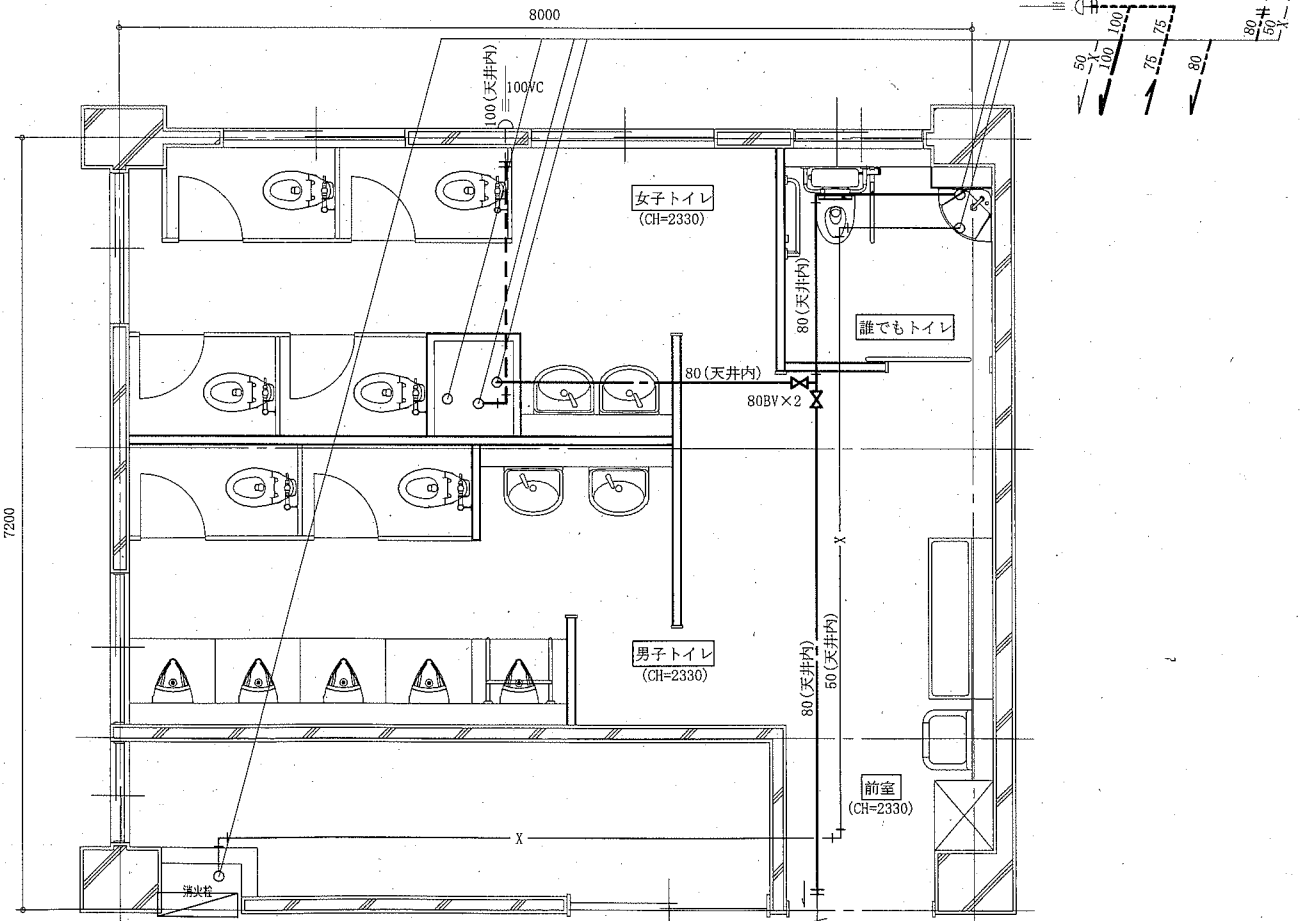 8000
100
75
80
50
X
50
X
100
75
80
100(天井内)
100VC
女子トイレ
(CH=2330)
80(天井内)
誰でもトイレ
80(天井内)
80BV×2
7200
X
男子トイレ
(CH=2330)
80(天井内)
50(天井内)
前室
(CH=2330)
X
消火栓